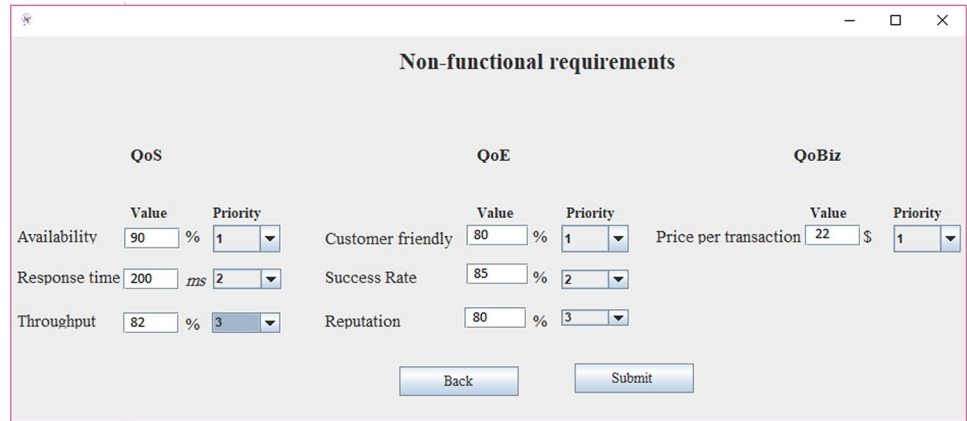 Non-functional requirements
QoS QoE QoBiz
Value Priority Value Priority Value Priority
Availability 90 % 1 Customer friendly 80 % 1 Price per transaction 22 $ 1
Response time 200 ms 2 Success Rate 85 % 2
Throughput 82 % 3 Reputation 80 % 3
Back Submit